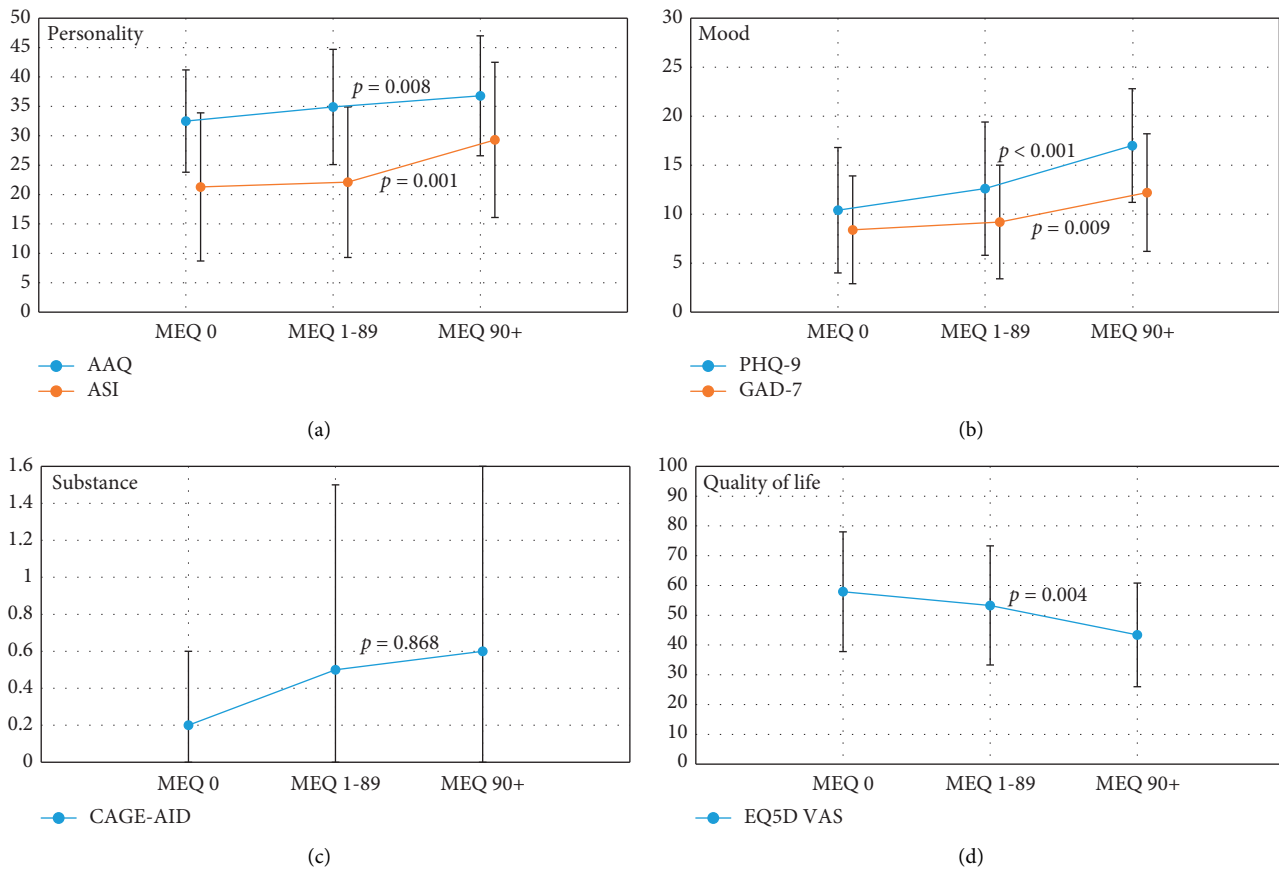 Personality
50
45
40
35
30
25
20
15
10
5
0
p = 0.008
p = 0.001
MEQ 0 MEQ 1-89 MEQ 90+
AAQ
ASI
(a)
Mood
30
25
20
15
10
5
0
p < 0.001
p = 0.009
MEQ 0 MEQ 1-89 MEQ 90+
PHQ-9
GAD-7
(b)
Substance
1.6
1.4
1.2
1
0.8
0.6
0.4
0.2
0
p = 0.868
MEQ 0 MEQ 1-89 MEQ 90+
CAGE-AID
(c)
Quality of life
100
90
80
70
60
50
40
30
20
10
0
p = 0.004
MEQ 0 MEQ 1-89 MEQ 90+
EQ5D VAS
(d)